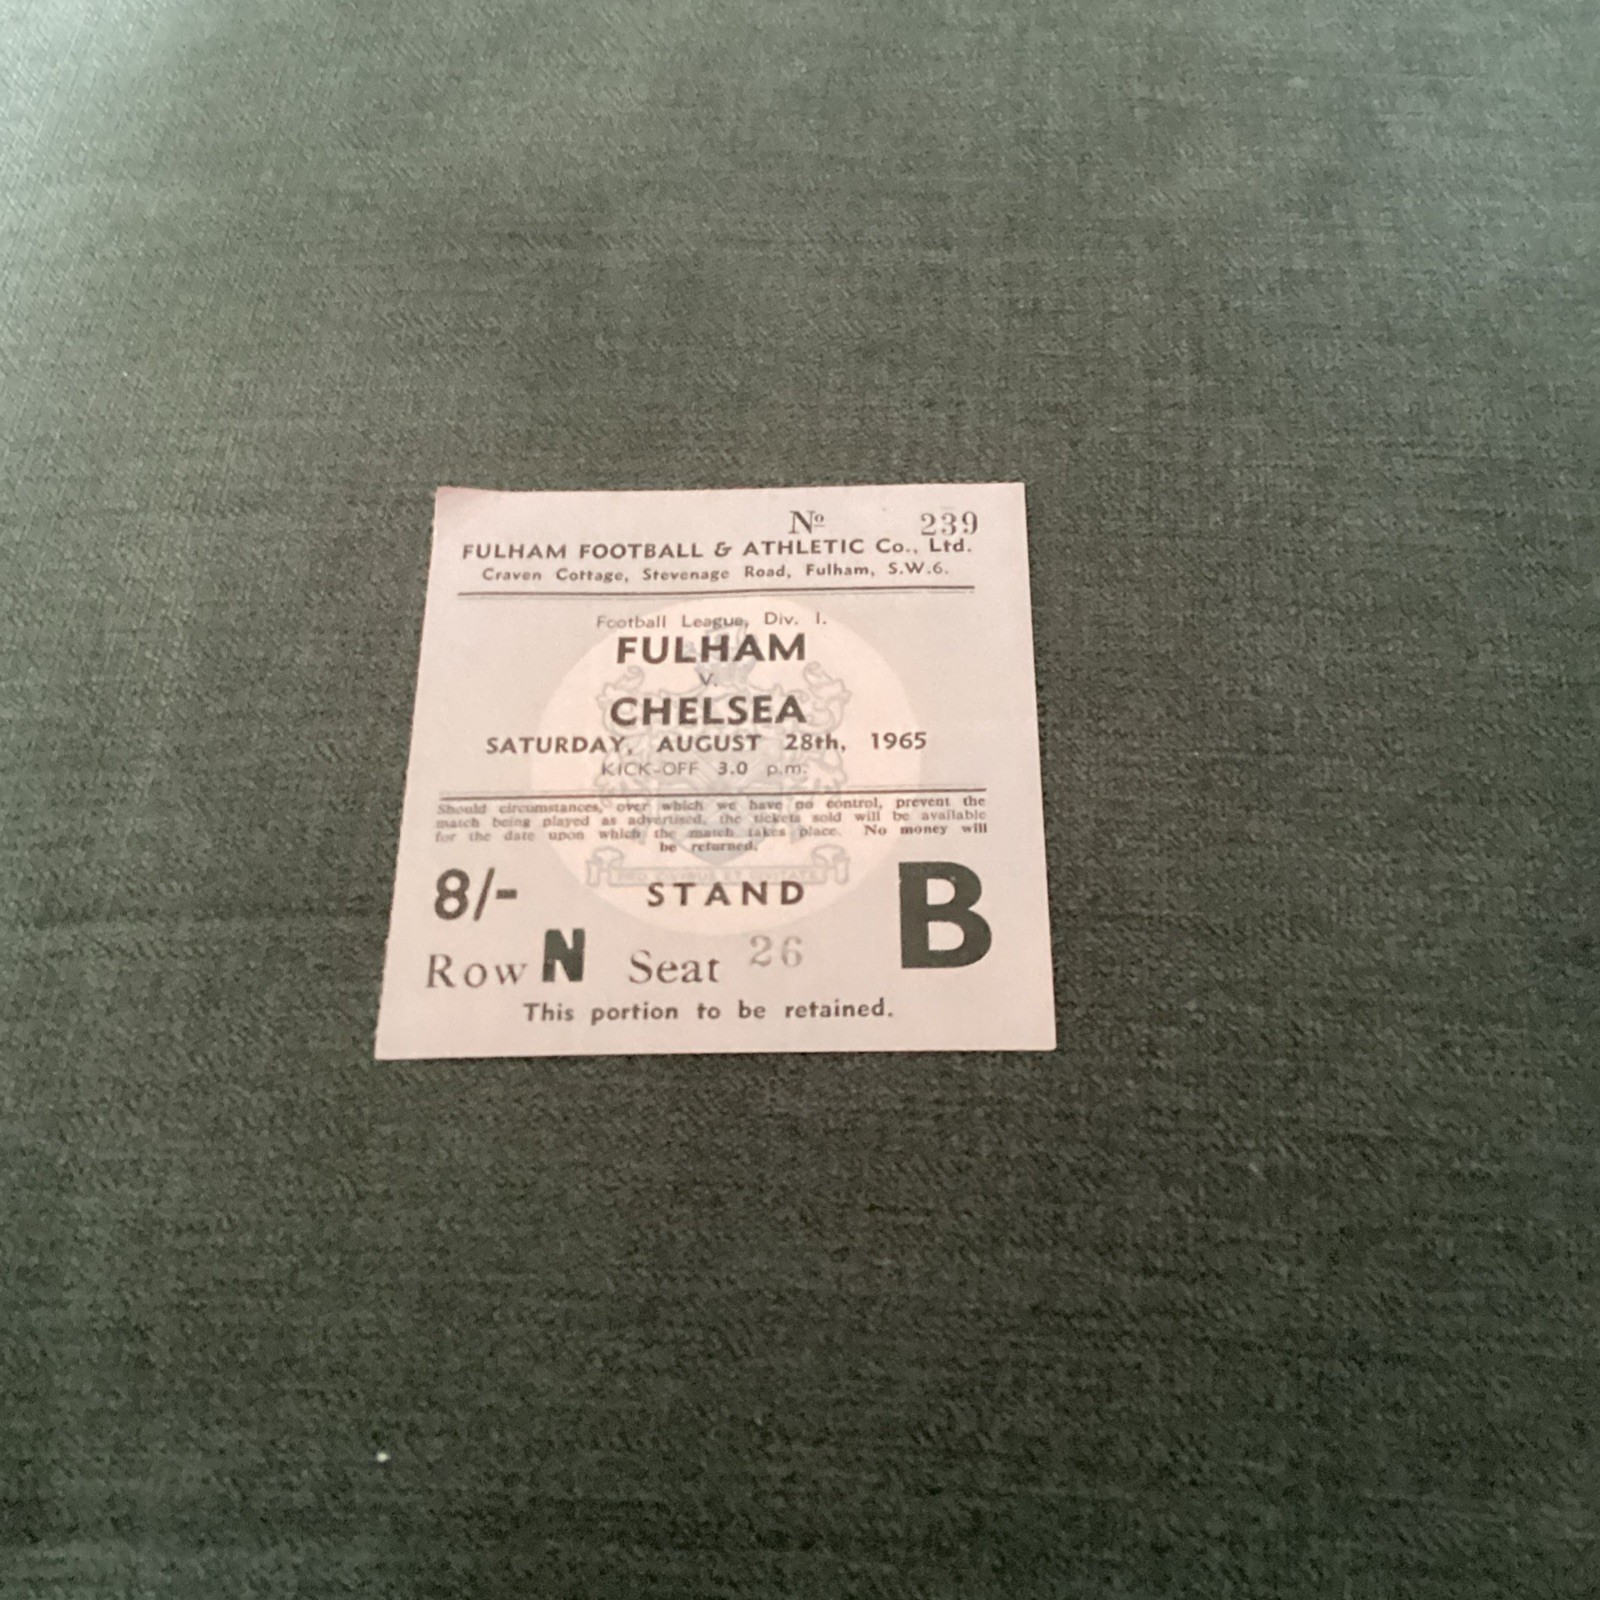 Nº 239
FULHAM FOOTBALL & ATHLETIC Co., Ltd.
Craven Cottage, Stevenage Road, Fulham, S.W.6.
Football League, Div. I.
FULHAM
v.
CHELSEA
SATURDAY, AUGUST 28th, 1965
KICK-OFF 3.0 p.m.
Should circumstances, over which we have no control, prevent the
match being played as advertised, the tickets sold will be available
for the date upon which the match takes place. No money will
be returned.
8/- STAND B
Row N Seat 26
This portion to be retained.